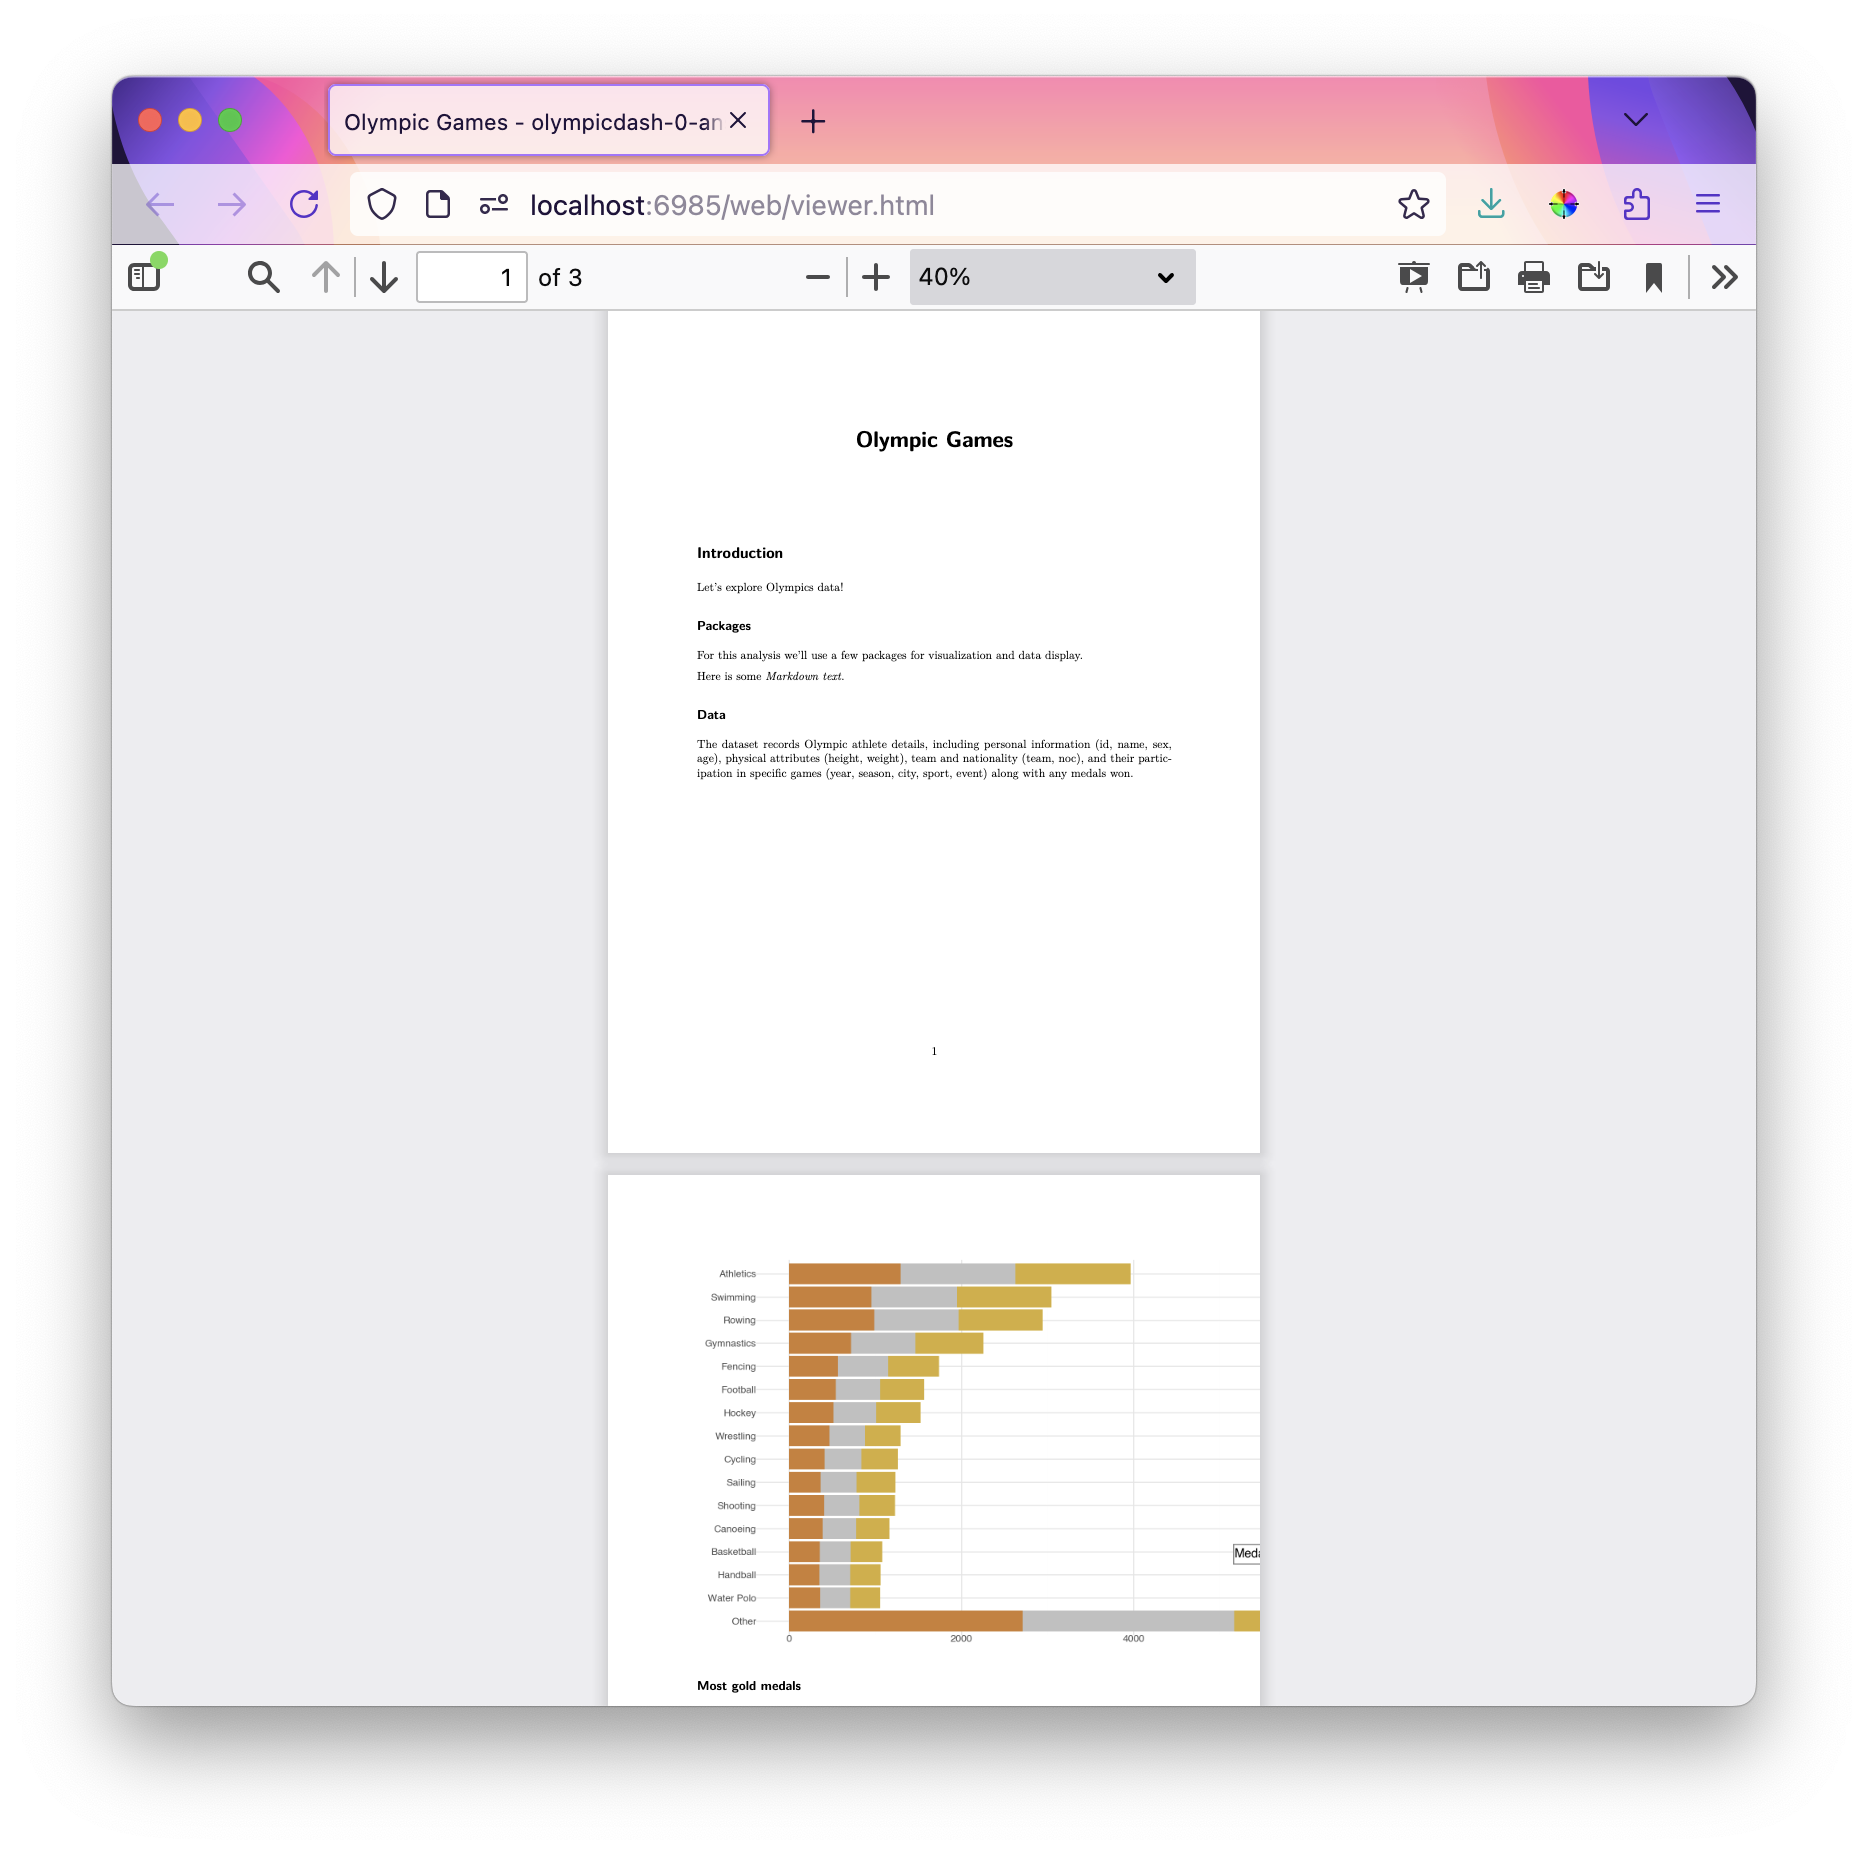 Olympic Games - olympicdash-0-an
localhost:6985/web/viewer.html
1 of 3
40%
Olympic Games
Introduction
Let's explore Olympics data!
Packages
For this analysis we'll use a few packages for visualization and data display.
Here is some Markdown text.
Data
The dataset records Olympic athlete details, including personal information (id, name, sex,
age), physical attributes (height, weight), team and nationality (team, noc), and their partic-
ipation in specific games (year, season, city, sport, event) along with any medals won.
1
Athletics
Swimming
Rowing
Gymnastics
Fencing
Football
Hockey
Wrestling
Cycling
Sailing
Shooting
Canoeing
Basketball
Meda
Handball
Water Polo
Other
0 2000 4000
Most gold medals